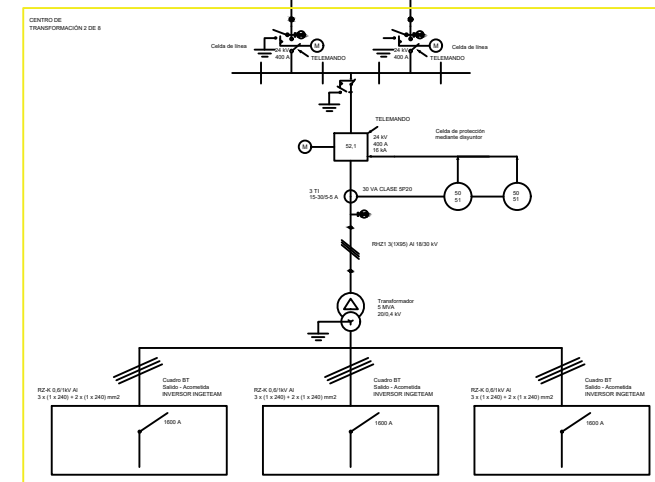 CENTRO DE
TRANSFORMACIÓN 2 DE 8
Celda de línea
M
24 kV
400 A
TELEMANDO
M
Celda de línea
24 kV
400 A
TELEMANDO
TELEMANDO
M
52,1
24 kV
400 A
16 kA
Celda de protección
mediante disyuntor
3 TI
15-30/5-5 A
30 VA CLASE 5P20
50
51
50
51
RHZ1 3(1X95) Al 18/30 kV
Transformador
5 MVA
20/0,4 kV
RZ-K 0,6/1kV Al
3 x (1 x 240) + 2 x (1 x 240) mm2
Cuadro BT
Salido - Acometida
INVERSOR INGETEAM
1600 A
RZ-K 0,6/1kV Al
3 x (1 x 240) + 2 x (1 x 240) mm2
Cuadro BT
Salido - Acometida
INVERSOR INGETEAM
1600 A
RZ-K 0,6/1kV Al
3 x (1 x 240) + 2 x (1 x 240) mm2
Cuadro BT
Salido - Acometida
INVERSOR INGETEAM
1600 A